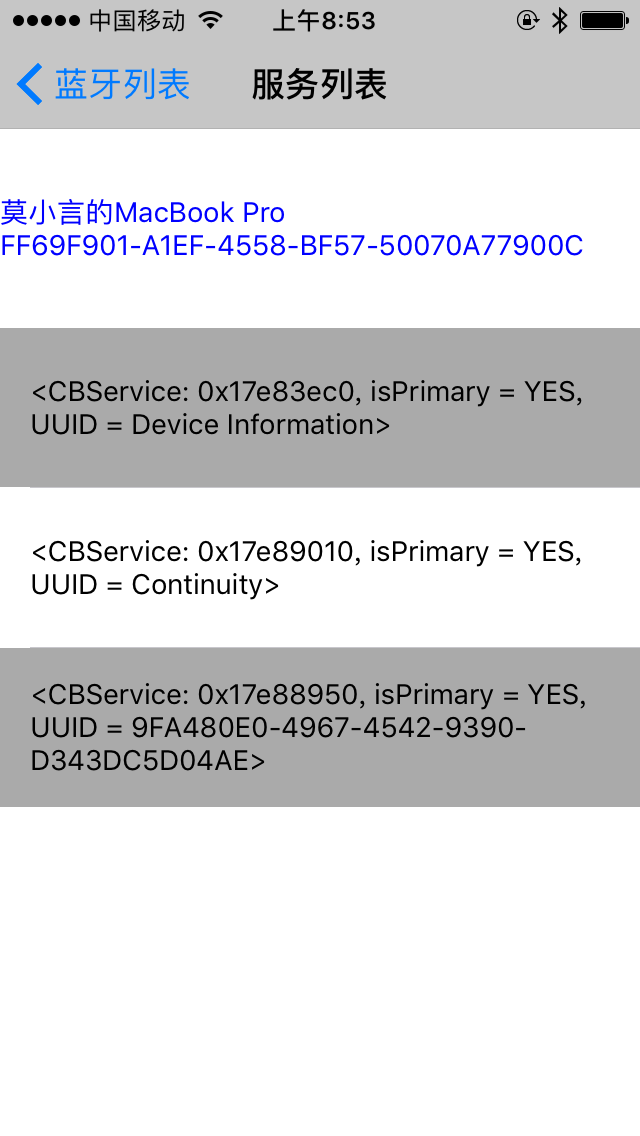 中国移动 上午8:53
蓝牙列表 服务列表
莫小言的MacBook Pro
FF69F901-A1EF-4558-BF57-50070A77900C
<CBService: 0x17e83ec0, isPrimary = YES,
UUID = Device Information>
<CBService: 0x17e89010, isPrimary = YES,
UUID = Continuity>
<CBService: 0x17e88950, isPrimary = YES,
UUID = 9FA480E0-4967-4542-9390-
D343DC5D04AE>